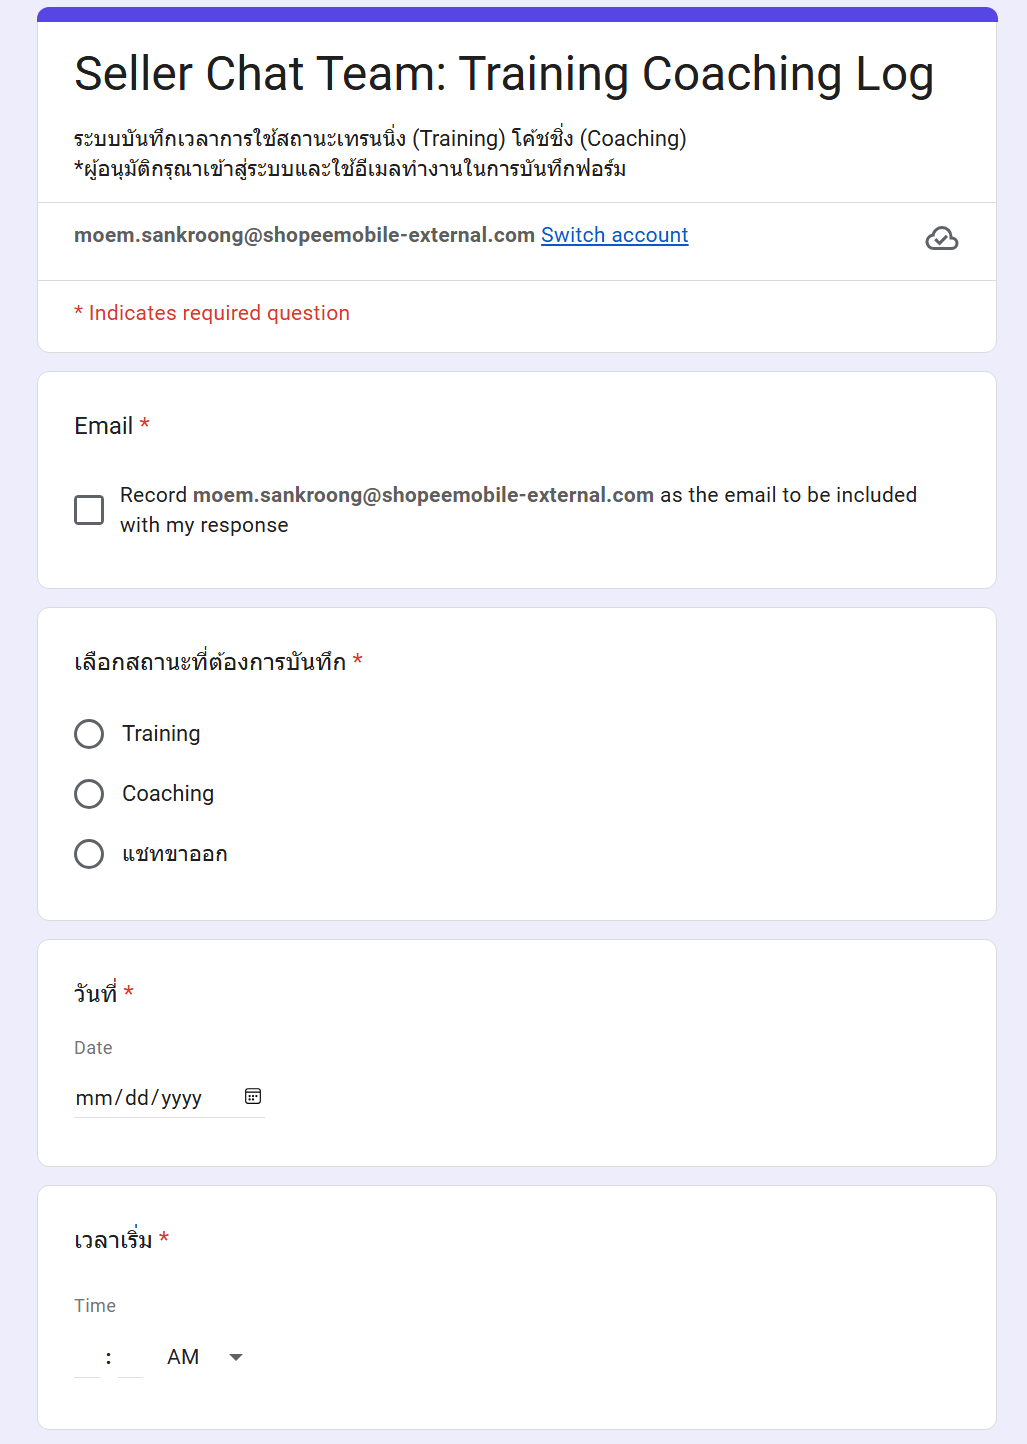 Seller Chat Team: Training Coaching Log
ระบบบันทึกเวลาการใช้สถานะเทรนนิ่ง (Training) โค้ชชิ่ง (Coaching)
*ผู้อนุมัติกรุณาเข้าสู่ระบบและใช้อีเมลทำงานในการบันทึกฟอร์ม
moem.sankroong@shopeemobile-external.com Switch account
* Indicates required question
Email *
Record moem.sankroong@shopeemobile-external.com as the email to be included
with my response
เลือกสถานะที่ต้องการบันทึก *
Training
Coaching
แชทขาออก
วันที่ *
Date
mm/dd/yyyy
เวลาเริ่ม *
Time
: AM